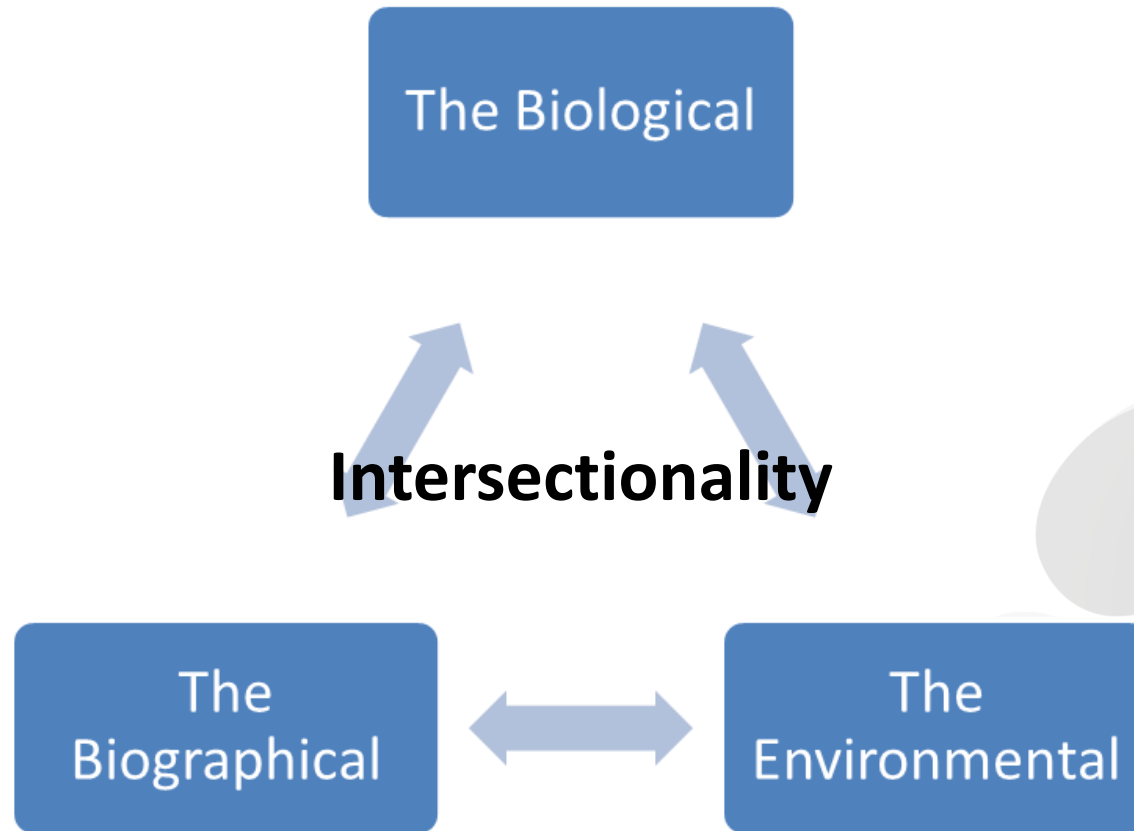 The Biological
Intersectionality
The
Biographical
The
Environmental